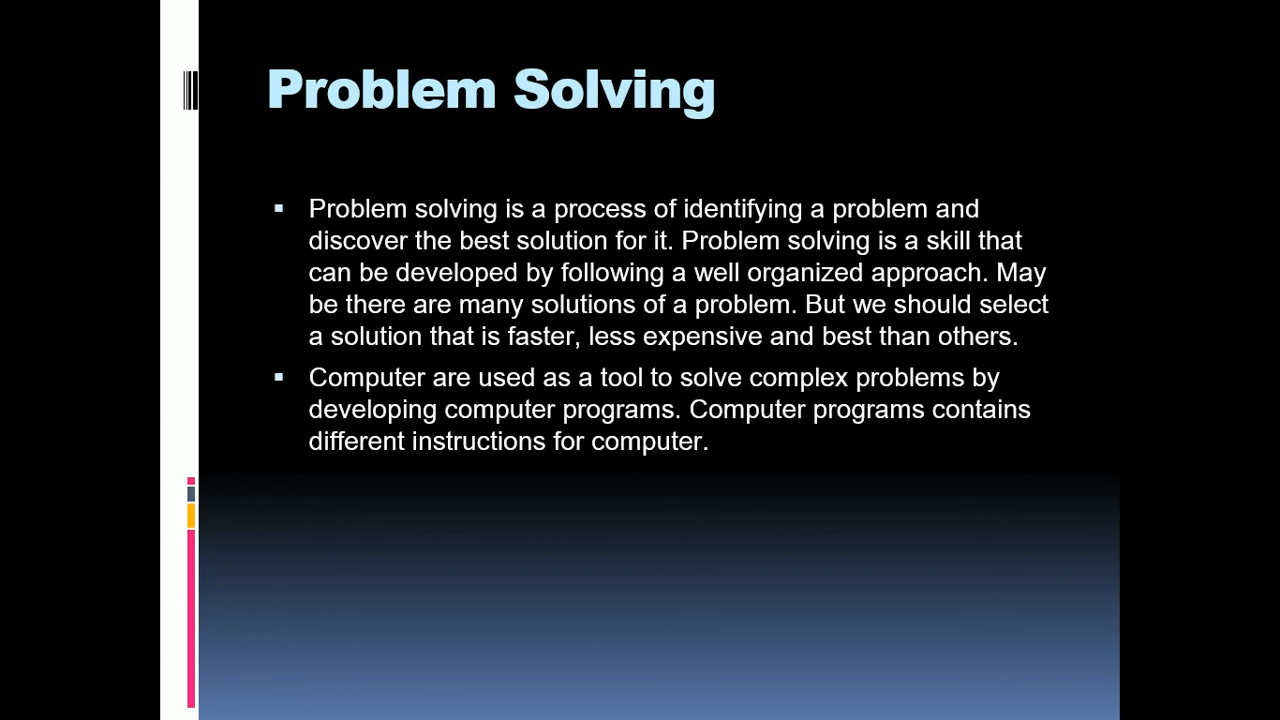 Problem Solving
Problem solving is a process of identifying a problem and
discover the best solution for it. Problem solving is a skill that
can be developed by following a well organized approach. May
be there are many solutions of a problem. But we should select
a solution that is faster, less expensive and best than others.
Computer are used as a tool to solve complex problems by
developing computer programs. Computer programs contains
different instructions for computer.